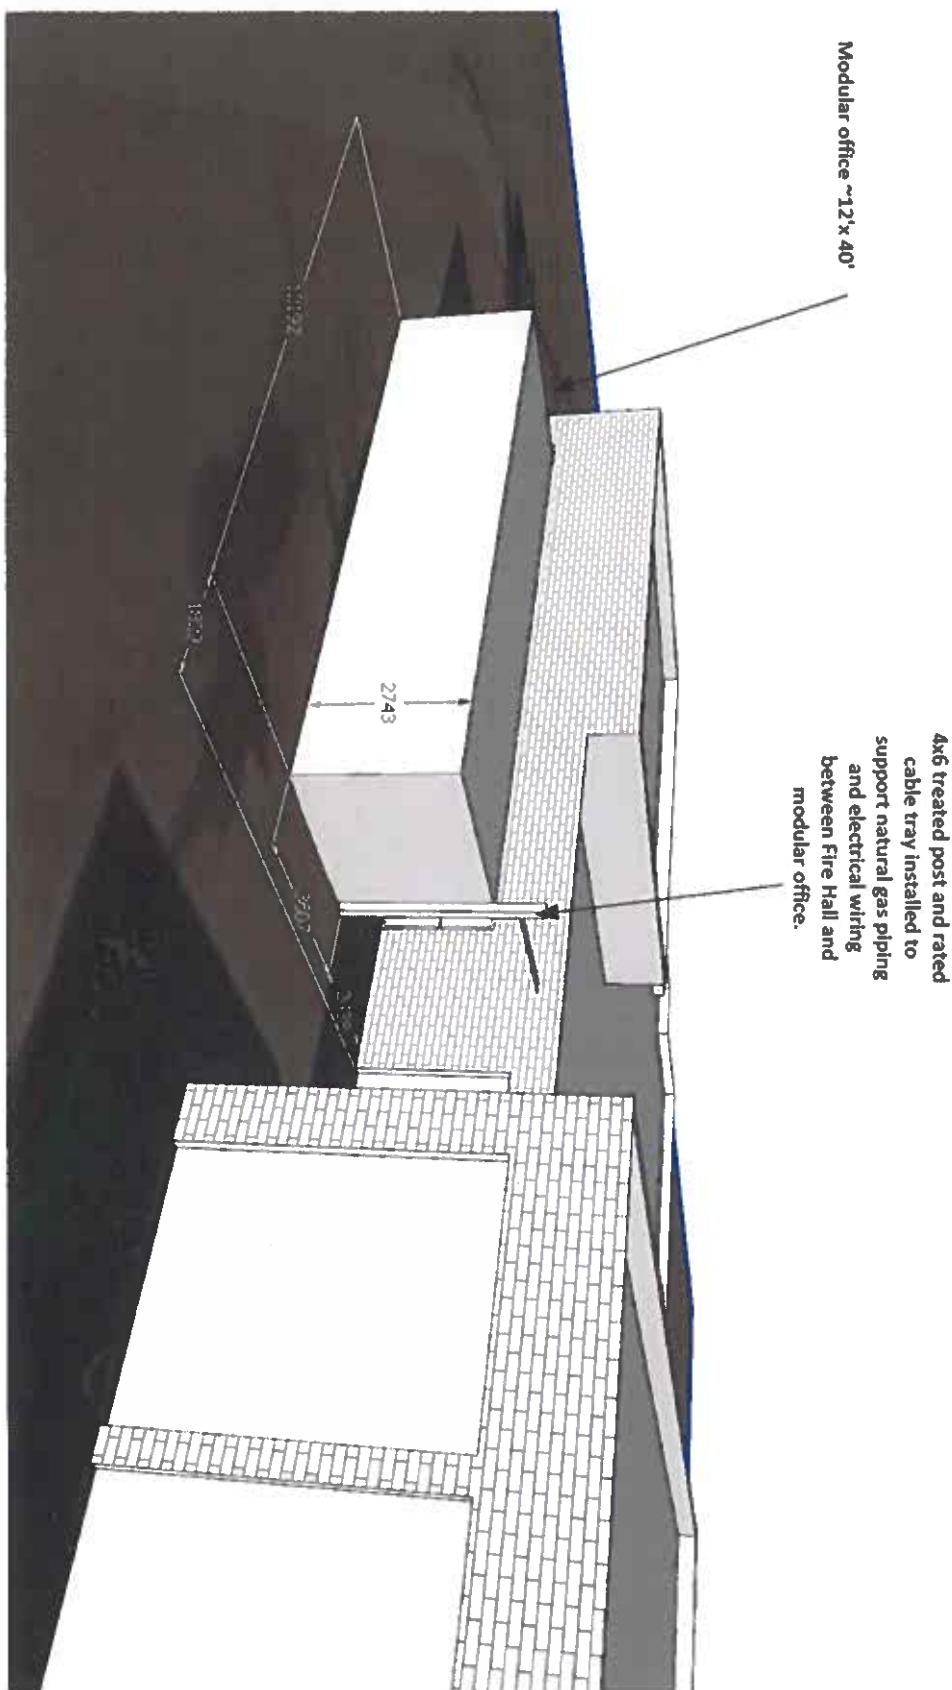 Modular office ~12'x 40'
4x6 treated post and rated
cable tray installed to
support natural gas piping
and electrical wiring
between Fire Hall and
modular office.
2743